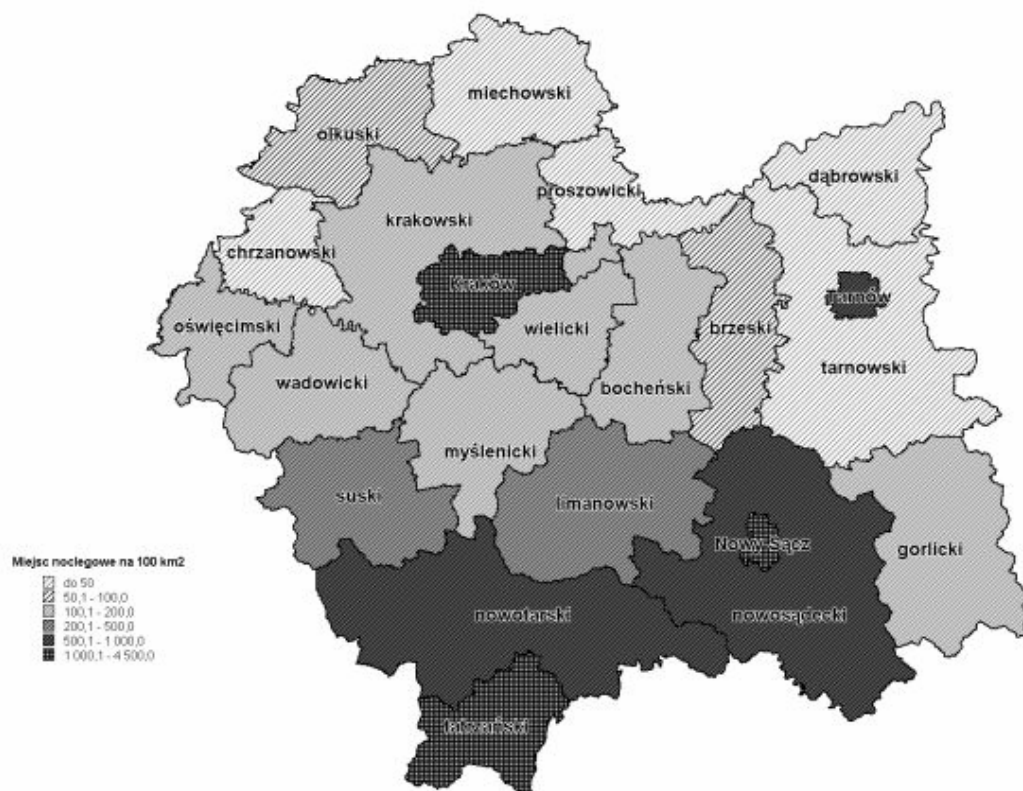 miechowski
olkuski
dąbrowski
proszowicki
krakowski
chrzanowski
Kraków
Tarnów
oświęcimski
wielicki
brzeski
tarnowski
wadowicki
bocheński
myślenicki
suski
limanowski
Nowy Sącz
gorlicki
nowotarski
nowosądecki
tatrzański
Miejsc noclegowe na 100 km2
do 50
50,1 - 100,0
100,1 - 200,0
200,1 - 500,0
500,1 - 1 000,0
1 000,1 - 4 500,0